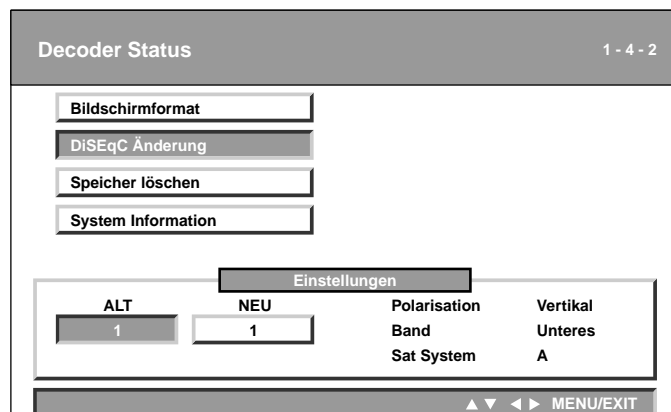 Decoder Status 1 - 4 - 2
Bildschirmformat
DiSEqC Änderung
Speicher löschen
System Information
Einstellungen
ALT NEU Polarisation Vertikal
1 1 Band Unteres
Sat System A
▲▼ ◀▶ MENU/EXIT